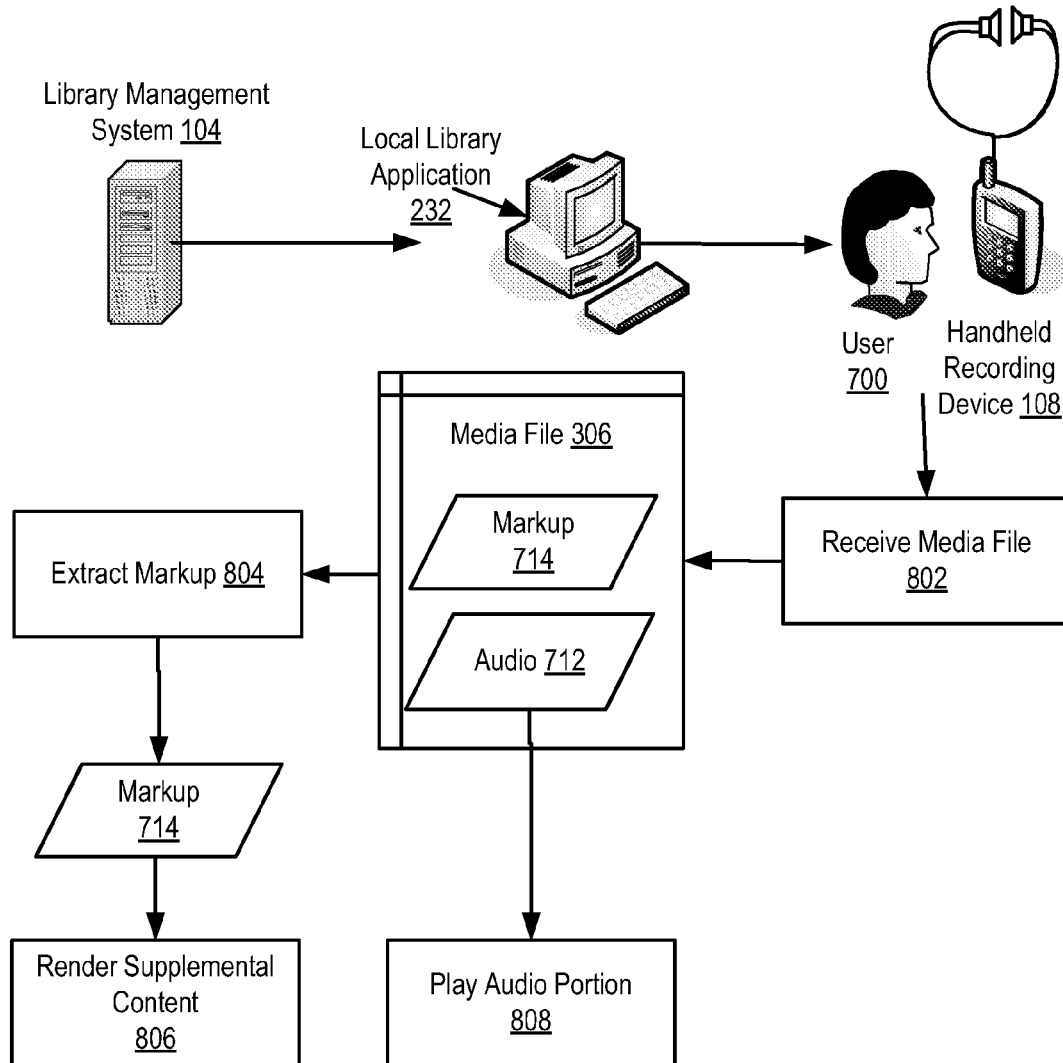 Library Management
System 104
Local Library
Application
232
User
700
Handheld
Recording
Device 108
Media File 306
Markup
714
Audio 712
Receive Media File
802
Extract Markup 804
Markup
714
Render Supplemental
Content
806
Play Audio Portion
808